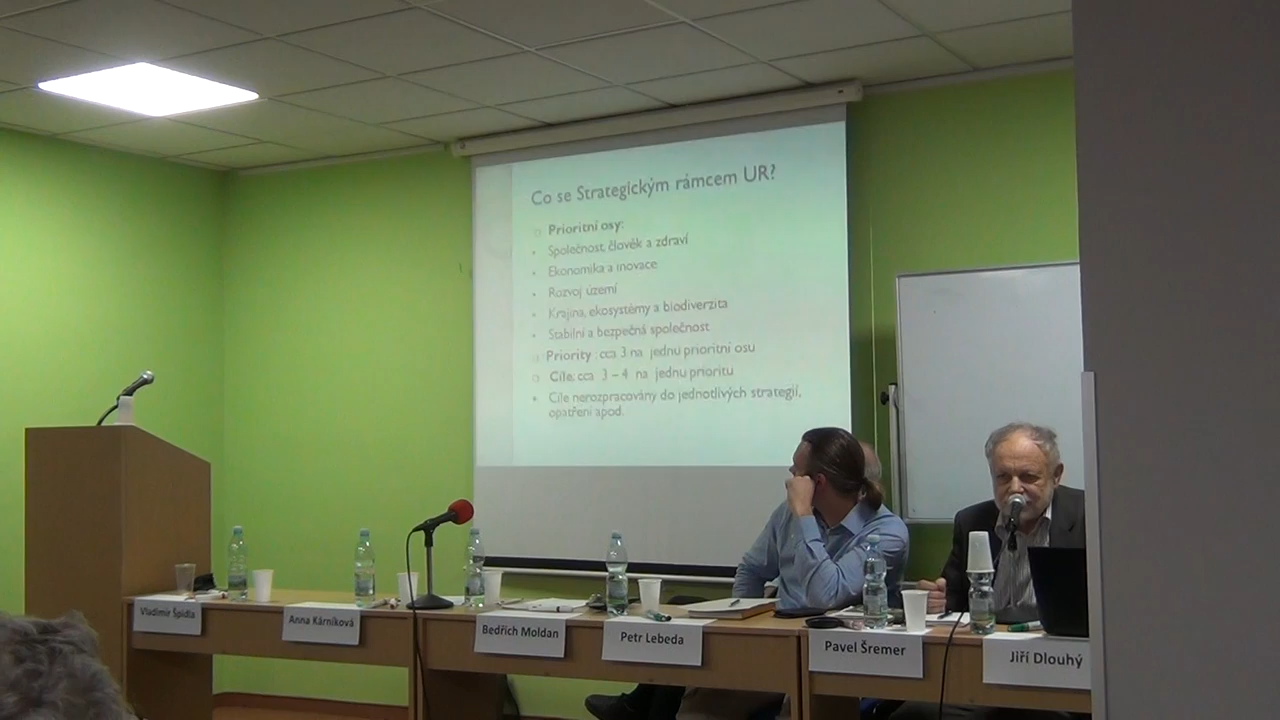 Co se Strategickým rámcem UR?
Prioritní osy:
Společnost, člověk a zdraví
Ekonomika a inovace
Rozvoj území
Krajina, ekosystémy a biodiverzita
Stabilní a bezpečná společnost
Priority : cca 3 na jednu prioritní osu
Cíle: cca 3 – 4 na jednu prioritu
Cíle nerozpracovány do jednotlivých strategií,
opatření apod.
Vladimír Špidla
Anna Kárníková
Bedřich Moldan
Petr Lebeda
Pavel Šremer
Jiří Dlouhý